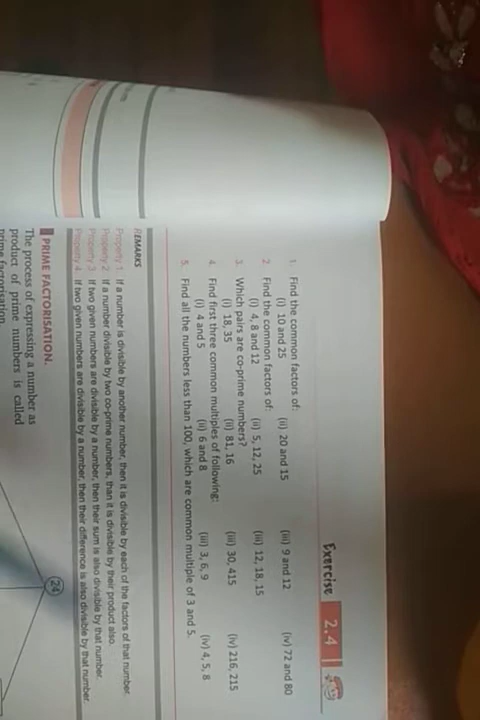 Exercise 2.4
1. Find the common factors of:
(i) 10 and 25 (ii) 20 and 15 (iii) 9 and 12 (iv) 72 and 80
2. Find the common factors of:
(i) 4, 8 and 12 (ii) 5, 12, 25 (iii) 12, 18, 15
3. Which pairs are co-prime numbers?
(i) 18, 35 (ii) 81, 16 (iii) 30, 415 (iv) 216, 215
4. Find first three common multiples of following:
(i) 4 and 5 (ii) 6 and 8 (iii) 3, 6, 9 (iv) 4, 5, 8
5. Find all the numbers less than 100, which are common multiple of 3 and 5.
REMARKS
Property 1 If a number is divisible by another number, then it is divisible by each of the factors of that number.
Property 2 If a number divisible by two co-prime numbers, than it is divisible by their product also.
Property 3 If two given numbers are divisible by a number, then their sum is also divisible by that number.
Property 4 If two given numbers are divisible by a number, then their difference is also divisible by that number.
PRIME FACTORISATION.
The process of expressing a number as
product of prime numbers is called
prime factorisation.
24